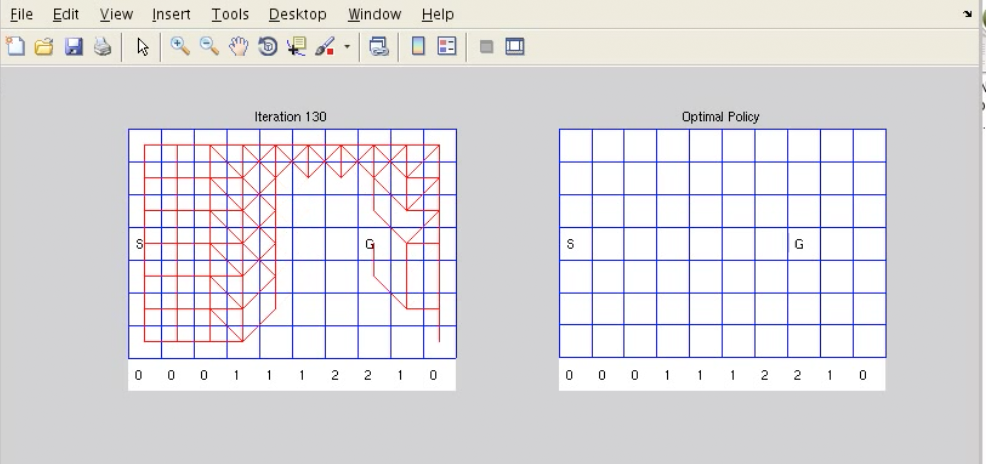 File Edit View Insert Tools Desktop Window Help
Iteration 130
S G
0 0 0 1 1 1 2 2 1 0
Optimal Policy
S G
0 0 0 1 1 1 2 2 1 0